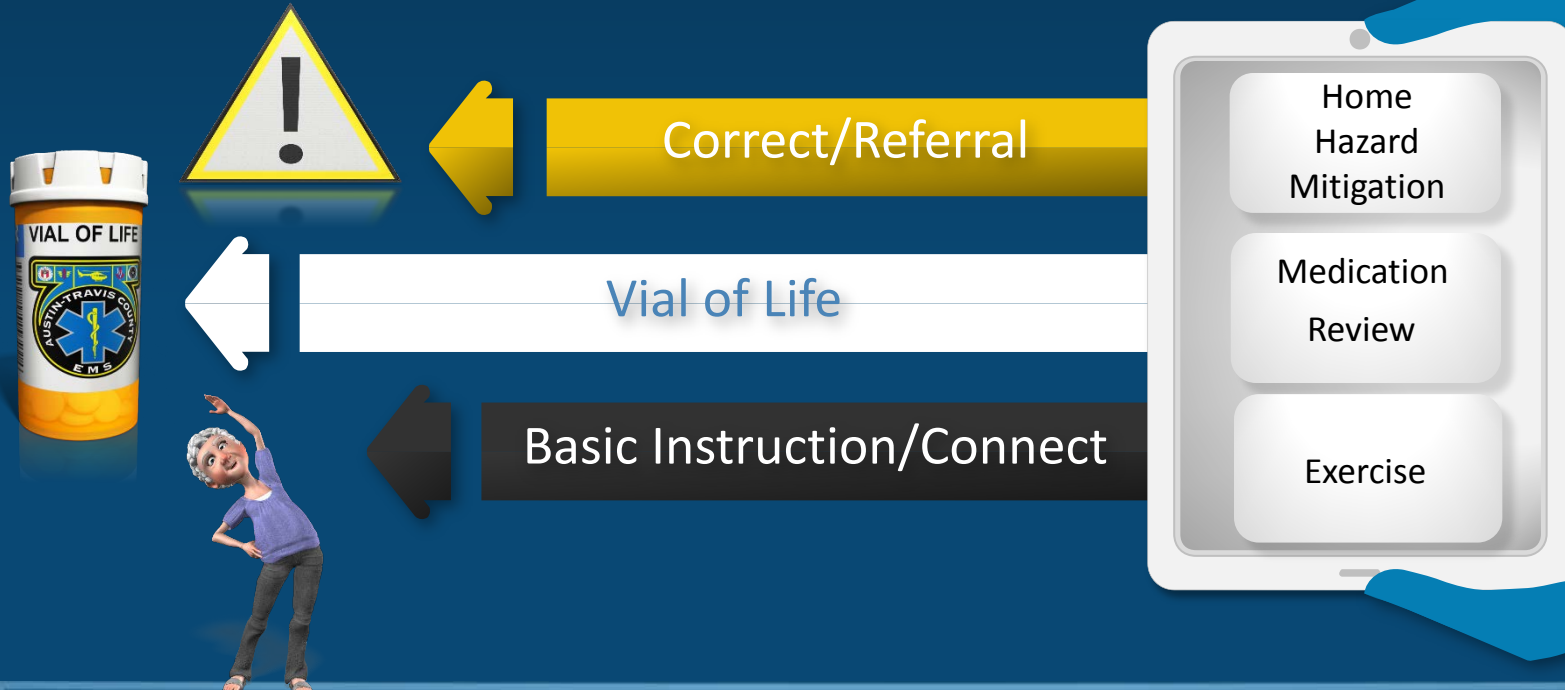 Correct/Referral
Home
Hazard
Mitigation
VIAL OF LIFE
AUSTIN-TRAVIS COUNTY
EMS
Vial of Life
Medication
Review
Basic Instruction/Connect
Exercise